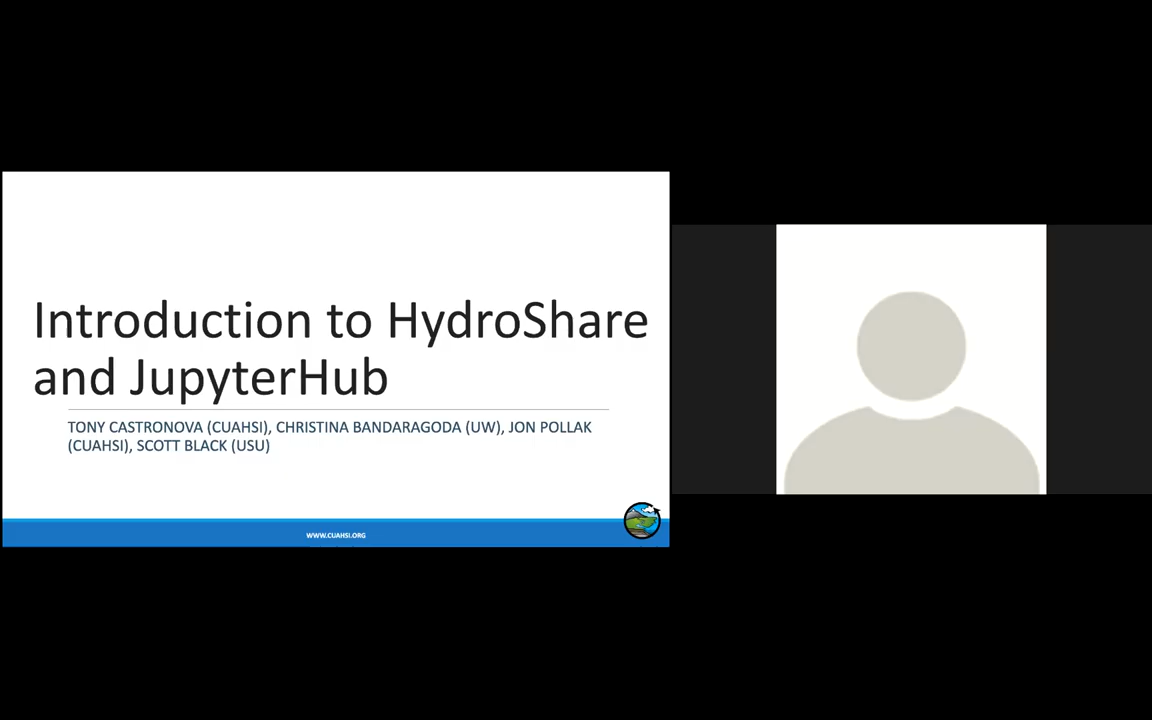 Introduction to HydroShare
and JupyterHub
TONY CASTRONOVA (CUAHSI), CHRISTINA BANDARAGODA (UW), JON POLLAK
(CUAHSI), SCOTT BLACK (USU)
WWW.CUAHSI.ORG